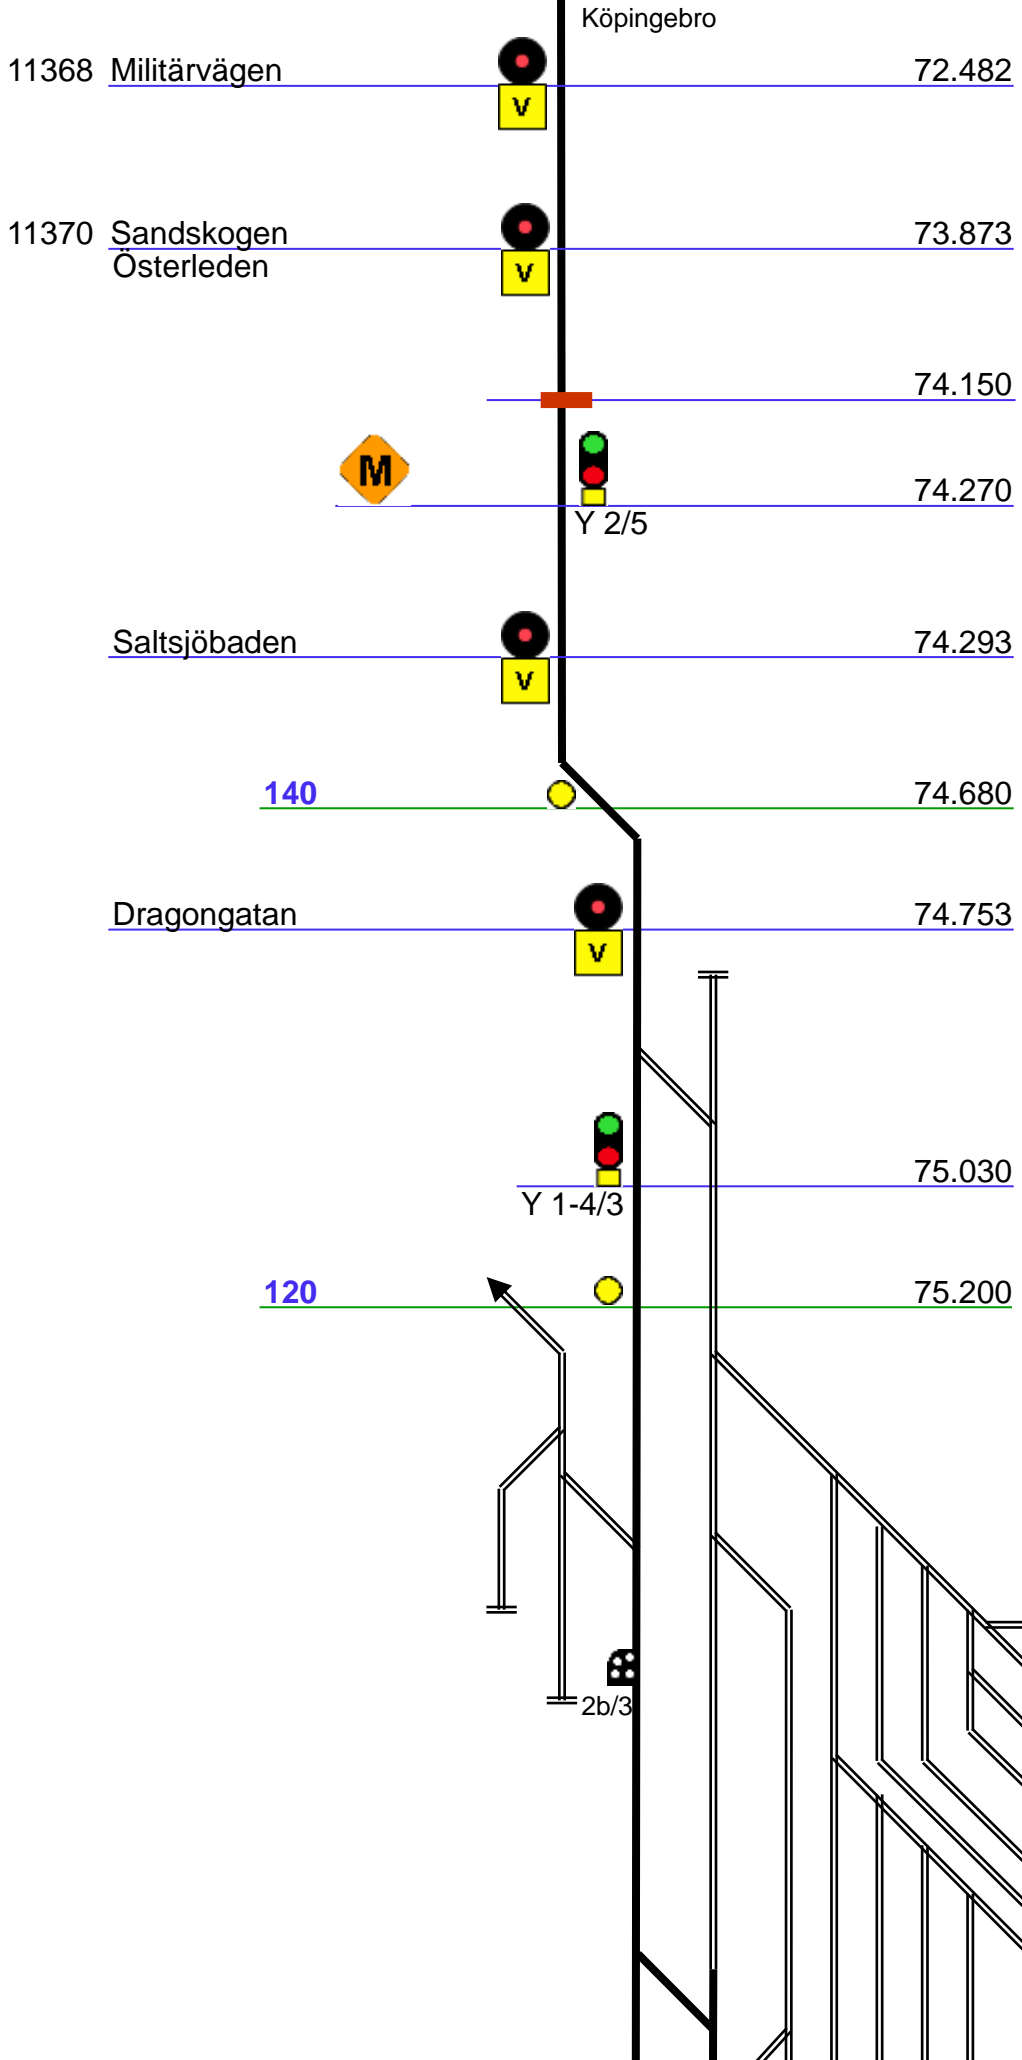 Köpingebro
11368 Militärvägen 72.482
V
11370 Sandskogen 73.873
Österleden
V
74.150
M
74.270
Y 2/5
Saltsjöbaden 74.293
V
140 74.680
Dragongatan 74.753
V
75.030
Y 1-4/3
120 75.200
2b/3